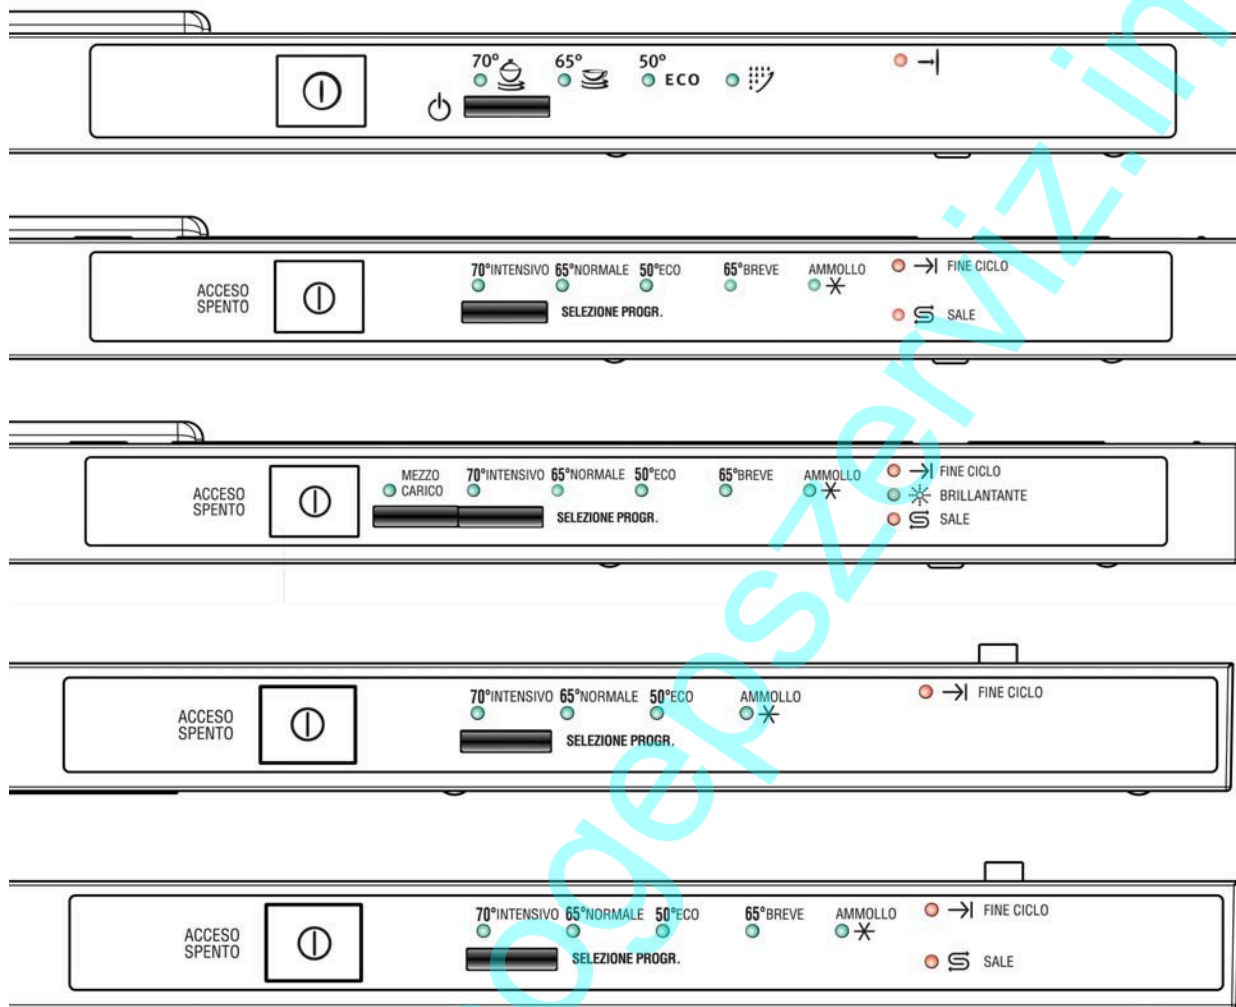 70° 65° 50°
ECO
70°INTENSIVO 65°NORMALE 50°ECO 65°BREVE AMMOLLO FINE CICLO
ACCESO
SPENTO
SELEZIONE PROGR. SALE
MEZZO
CARICO
70°INTENSIVO 65°NORMALE 50°ECO 65°BREVE AMMOLLO FINE CICLO
ACCESO
SPENTO
BRILLANTANTE
SELEZIONE PROGR. SALE
70°INTENSIVO 65°NORMALE 50°ECO AMMOLLO FINE CICLO
ACCESO
SPENTO
SELEZIONE PROGR.
70°INTENSIVO 65°NORMALE 50°ECO 65°BREVE AMMOLLO FINE CICLO
ACCESO
SPENTO
SELEZIONE PROGR. SALE
ogepszerviz.in